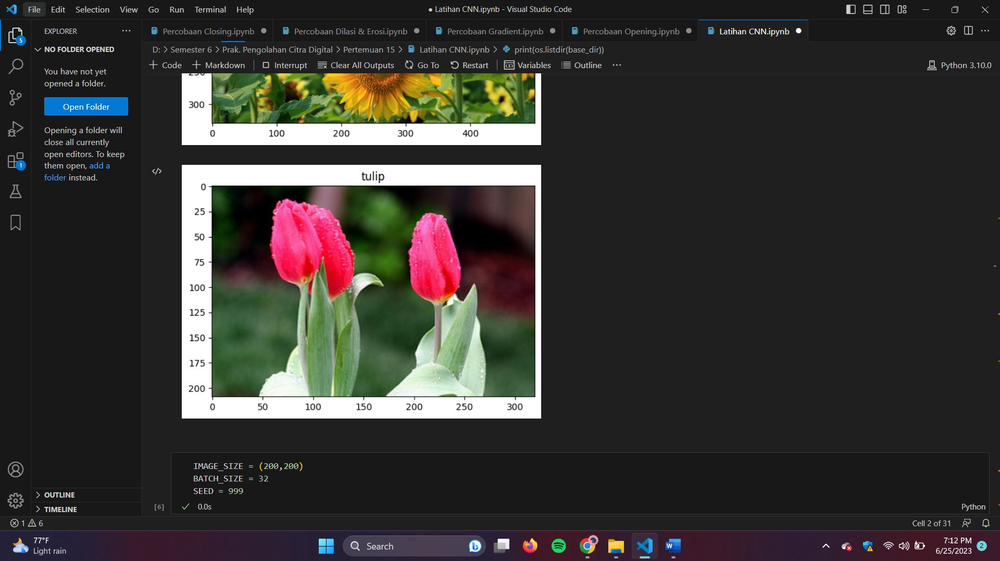 File Edit Selection View Go Run Terminal Help
● Latihan CNN.ipynb - Visual Studio Code
EXPLORER
Percobaan Closing.ipynb
Percobaan Dilasi & Erosi.ipynb
Percobaan Gradient.ipynb
Percobaan Opening.ipynb
Latihan CNN.ipynb
5
NO FOLDER OPENED
D: > Semester 6 > Prak. Pengolahan Citra Digital > Pertemuan 15 > Latihan CNN.ipynb > print(os.listdir(base_dir))
Code
Markdown
Interrupt
Clear All Outputs
Go To
Restart
Variables
Outline
Python 3.10.0
You have not yet
opened a folder.
Open Folder
Opening a folder will
close all currently
open editors. To keep
them open, add a
folder instead.
1
250
300
0 100 200 300 400
tulip
0
25
50
75
100
125
150
175
200
0 50 100 150 200 250 300
IMAGE_SIZE = (200,200)
BATCH_SIZE = 32
SEED = 999
[6]
0.0s
Python
OUTLINE
TIMELINE
1 6
Cell 2 of 31
77°F
Light rain
Search
7:12 PM
6/25/2023
2